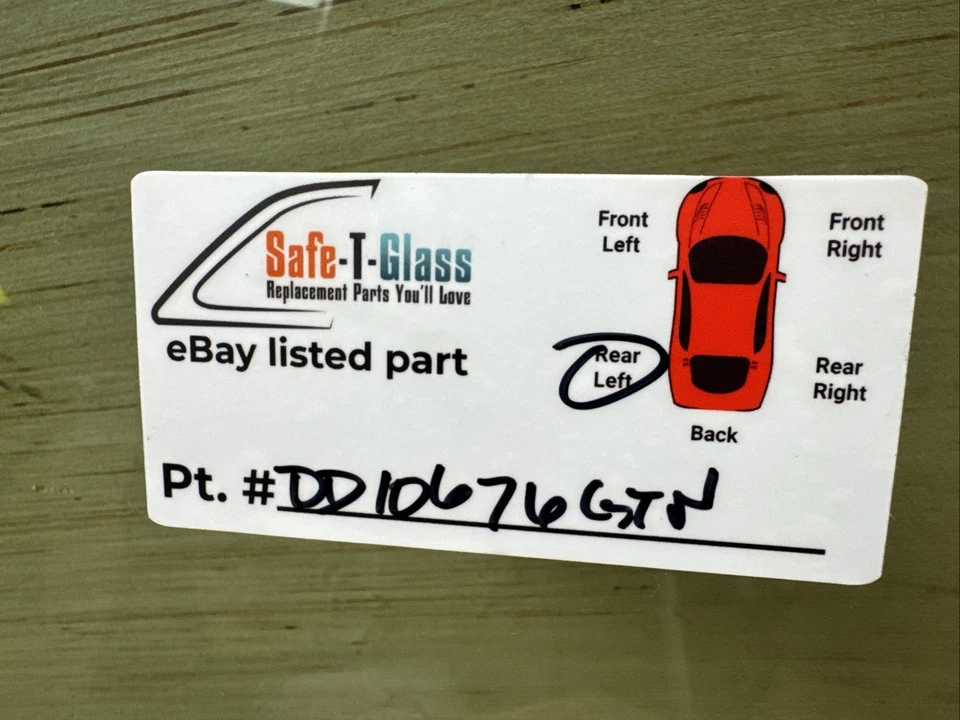 Safe-T-Glass
Replacement Parts You'll Love
eBay listed part
Front
Left
Front
Right
Rear
Left
Rear
Right
Back
Pt. #DD10676GTN